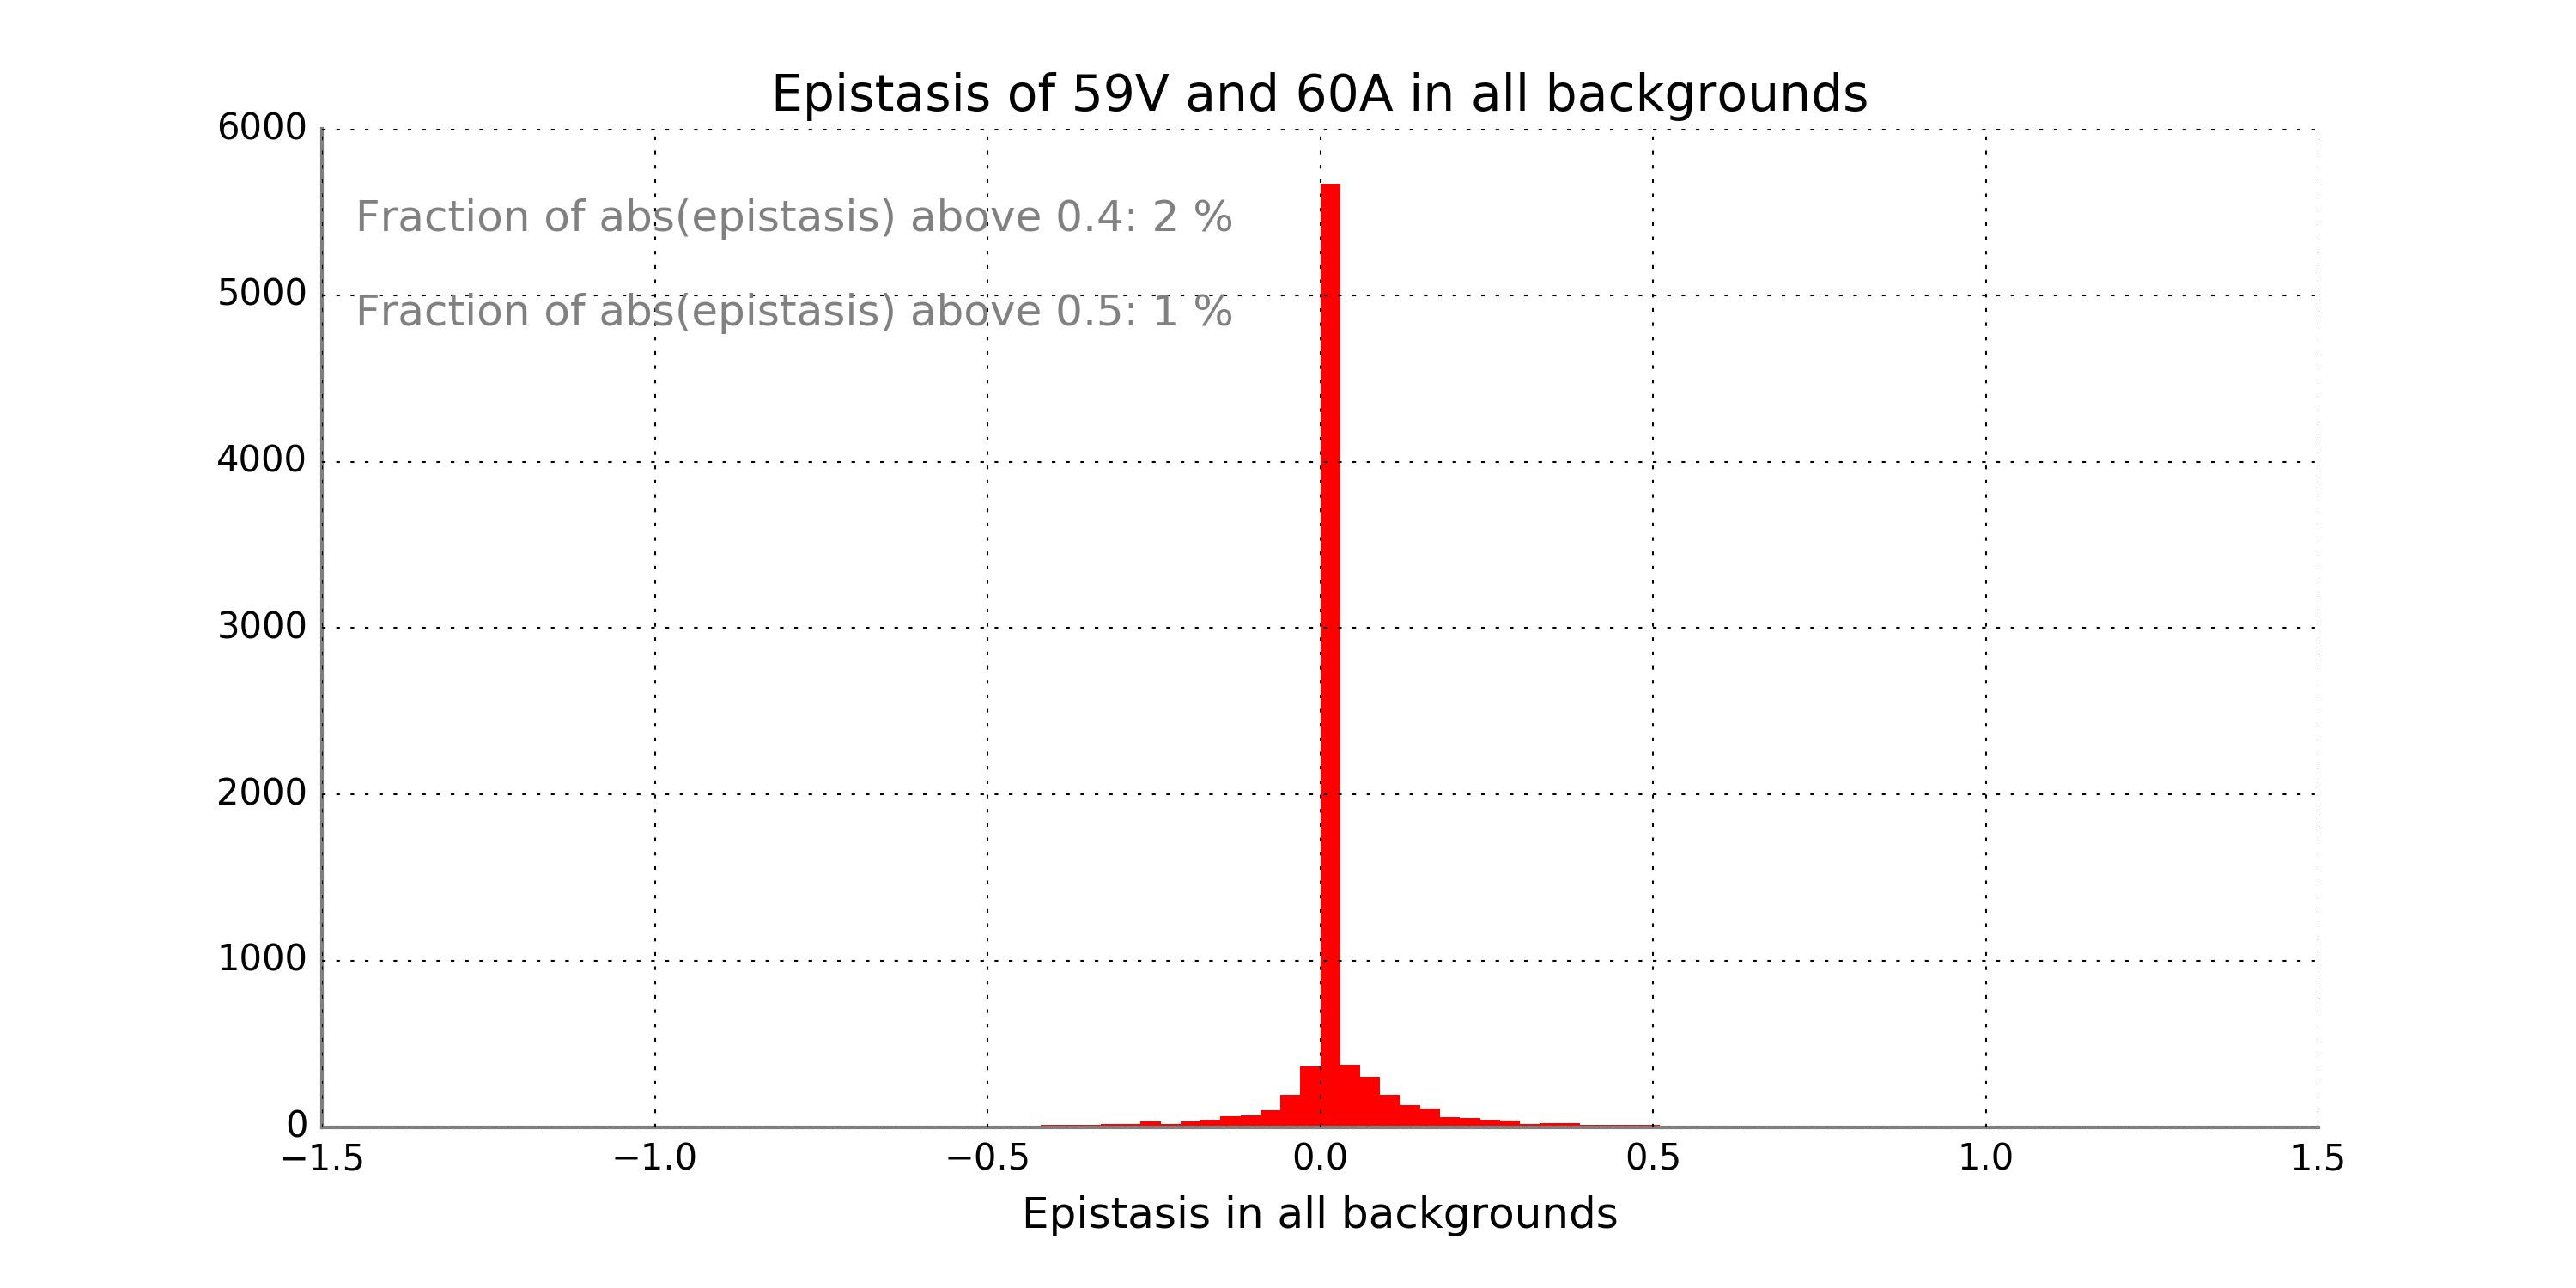 Epistasis of 59V and 60A in all backgrounds
6000
Fraction of abs(epistasis) above 0.4: 2 %
5000
Fraction of abs(epistasis) above 0.5: 1 %
4000
3000
2000
1000
0
−1.5 −1.0 −0.5 0.0 0.5 1.0 1.5
Epistasis in all backgrounds